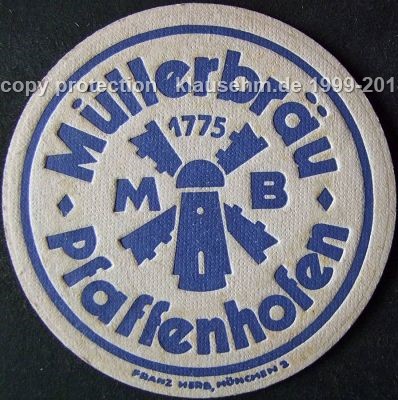 copy protection klausehm.de 1999-201
Müllerbräu
1775
M B
Pfaffenhofen
FRANZ HERB, MÜNCHEN 2